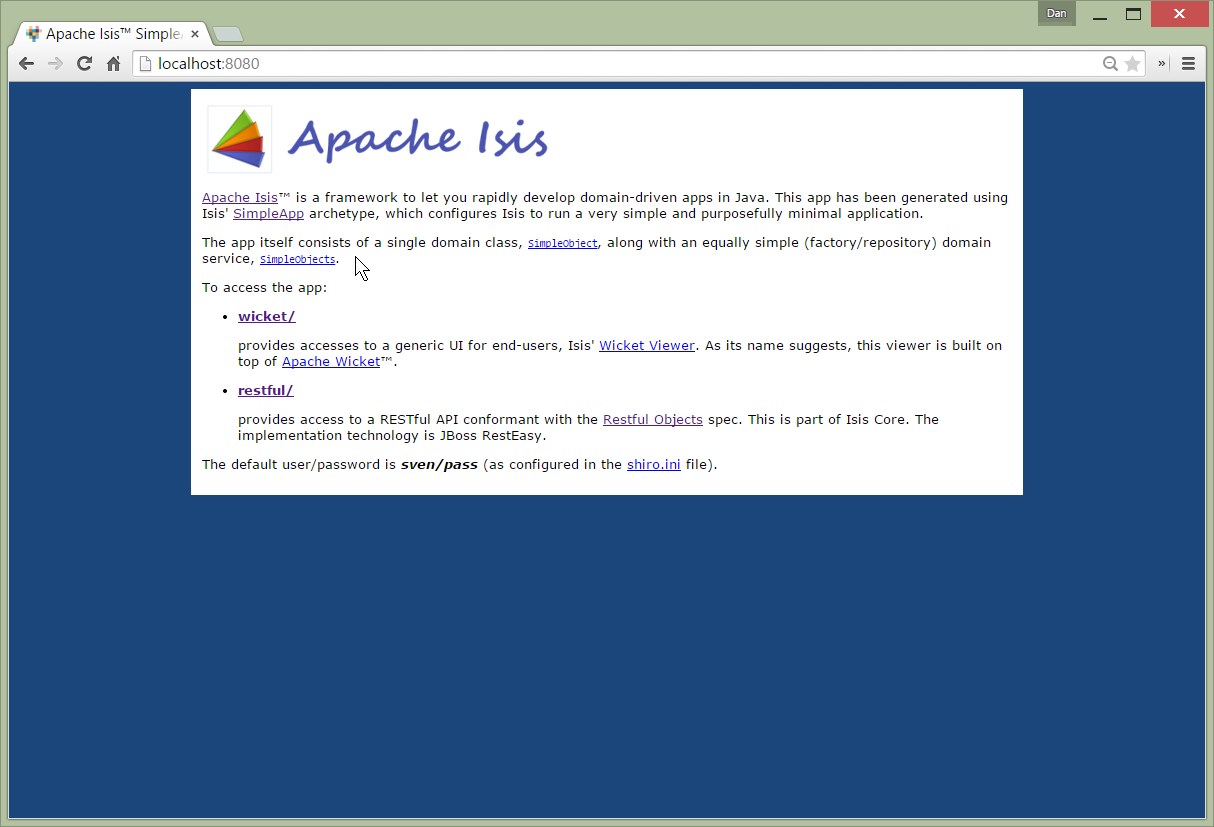 Dan
Apache Isis™ Simple
localhost:8080
Apache Isis
Apache Isis™ is a framework to let you rapidly develop domain-driven apps in Java. This app has been generated using
Isis' SimpleApp archetype, which configures Isis to run a very simple and purposefully minimal application.
The app itself consists of a single domain class, SimpleObject, along with an equally simple (factory/repository) domain
service, SimpleObjects.
To access the app:
• wicket/
provides accesses to a generic UI for end-users, Isis' Wicket Viewer. As its name suggests, this viewer is built on
top of Apache Wicket™.
• restful/
provides access to a RESTful API conformant with the Restful Objects spec. This is part of Isis Core. The
implementation technology is JBoss RestEasy.
The default user/password is sven/pass (as configured in the shiro.ini file).